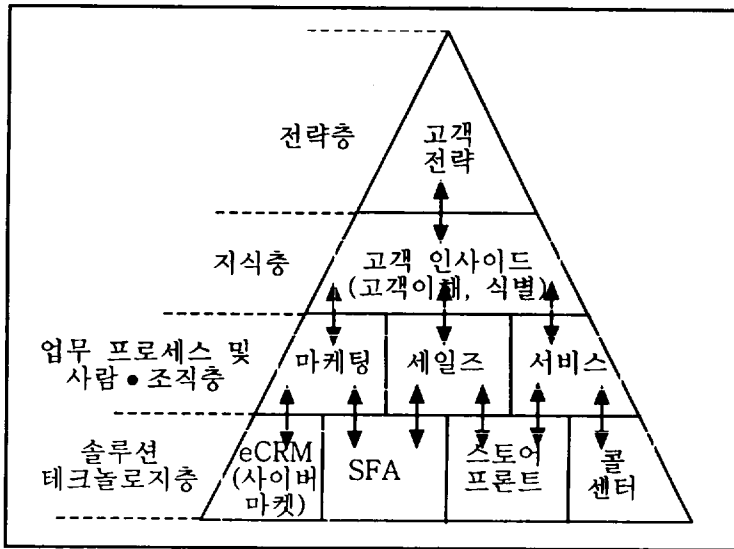 전략층
고객
전략
지식층
고객 인사이드
(고객이해, 식별)
업무 프로세스 및
사람 • 조직층
마케팅
세일즈
서비스
솔루션
테크놀로지층
eCRM
(사이버
마켓)
SFA
스토어
프론트
콜
센터